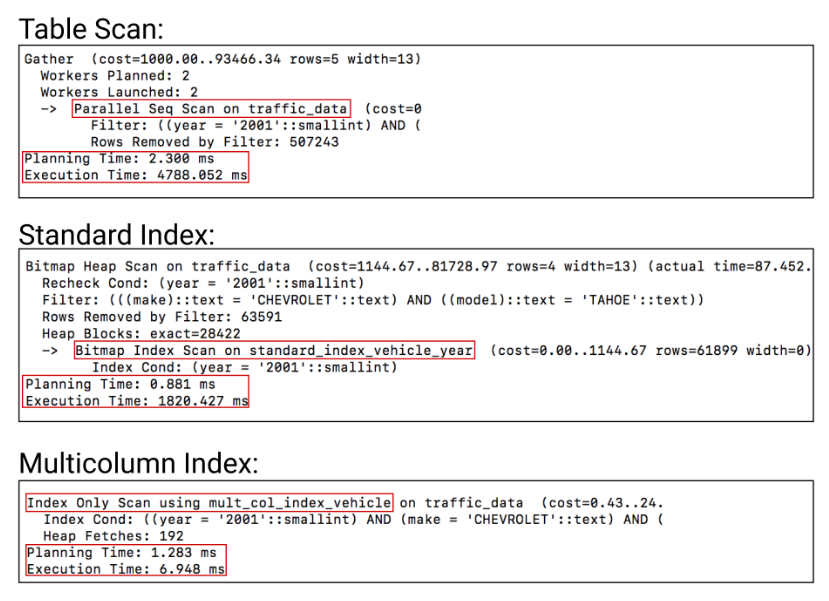 Table Scan:
Gather  (cost=1000.00..93466.34 rows=5 width=13)
  Workers Planned: 2
  Workers Launched: 2
  ->  Parallel Seq Scan on traffic_data  (cost=0
        Filter: ((year = '2001'::smallint) AND (
        Rows Removed by Filter: 507243
Planning Time: 2.300 ms
Execution Time: 4788.052 ms
Standard Index:
Bitmap Heap Scan on traffic_data  (cost=1144.67..81728.97 rows=4 width=13) (actual time=87.452.
  Recheck Cond: (year = '2001'::smallint)
  Filter: (((make)::text = 'CHEVROLET'::text) AND ((model)::text = 'TAHOE'::text))
  Rows Removed by Filter: 63591
  Heap Blocks: exact=28422
  ->  Bitmap Index Scan on standard_index_vehicle_year  (cost=0.00..1144.67 rows=61899 width=0)
        Index Cond: (year = '2001'::smallint)
Planning Time: 0.881 ms
Execution Time: 1820.427 ms
Multicolumn Index:
Index Only Scan using mult_col_index_vehicle on traffic_data  (cost=0.43..24.
  Index Cond: ((year = '2001'::smallint) AND (make = 'CHEVROLET'::text) AND (
  Heap Fetches: 192
Planning Time: 1.283 ms
Execution Time: 6.948 ms